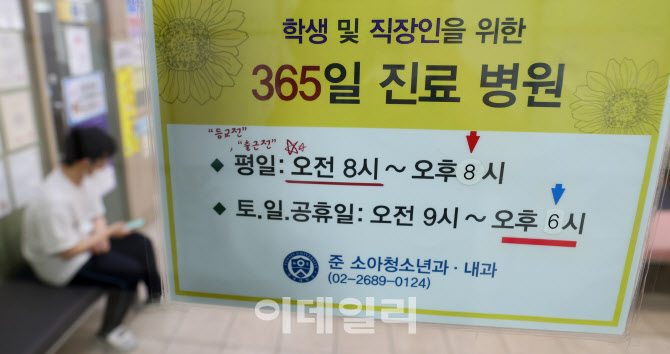 학생 및 직장인을 위한
365일 진료 병원
"등교전"
, "출근전" ☆
◆ 평일: 오전 8시 ~ 오후 8 시
◆ 토.일.공휴일: 오전 9시 ~ 오후 6시
준 소아청소년과 · 내과
(02-2689-0124)
이데일리